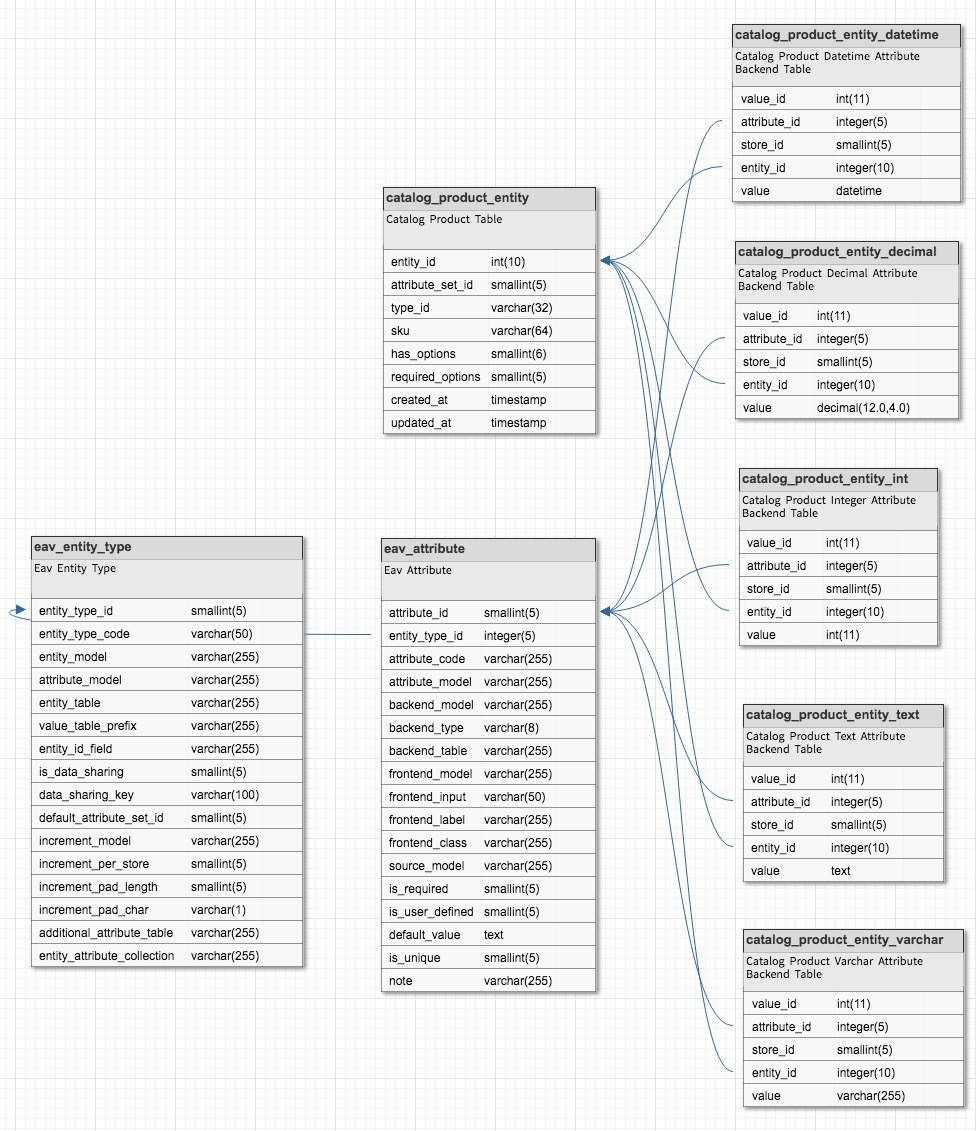 catalog_product_entity_datetime
Catalog Product Datetime Attribute
Backend Table
value_id int(11)
attribute_id integer(5)
store_id smallint(5)
entity_id integer(10)
value datetime
catalog_product_entity
Catalog Product Table
entity_id int(10)
attribute_set_id smallint(5)
type_id varchar(32)
sku varchar(64)
has_options smallint(6)
required_options smallint(5)
created_at timestamp
updated_at timestamp
catalog_product_entity_decimal
Catalog Product Decimal Attribute
Backend Table
value_id int(11)
attribute_id integer(5)
store_id smallint(5)
entity_id integer(10)
value decimal(12.0,4.0)
catalog_product_entity_int
Catalog Product Integer Attribute
Backend Table
value_id int(11)
attribute_id integer(5)
store_id smallint(5)
entity_id integer(10)
value int(11)
eav_entity_type
Eav Entity Type
entity_type_id smallint(5)
entity_type_code varchar(50)
entity_model varchar(255)
attribute_model varchar(255)
entity_table varchar(255)
value_table_prefix varchar(255)
entity_id_field varchar(255)
is_data_sharing smallint(5)
data_sharing_key varchar(100)
default_attribute_set_id smallint(5)
increment_model varchar(255)
increment_per_store smallint(5)
increment_pad_length smallint(5)
increment_pad_char varchar(1)
additional_attribute_table varchar(255)
entity_attribute_collection varchar(255)
eav_attribute
Eav Attribute
attribute_id smallint(5)
entity_type_id integer(5)
attribute_code varchar(255)
attribute_model varchar(255)
backend_model varchar(255)
backend_type varchar(8)
backend_table varchar(255)
frontend_model varchar(255)
frontend_input varchar(50)
frontend_label varchar(255)
frontend_class varchar(255)
source_model varchar(255)
is_required smallint(5)
is_user_defined smallint(5)
default_value text
is_unique smallint(5)
note varchar(255)
catalog_product_entity_text
Catalog Product Text Attribute
Backend Table
value_id int(11)
attribute_id integer(5)
store_id smallint(5)
entity_id integer(10)
value text
catalog_product_entity_varchar
Catalog Product Varchar Attribute
Backend Table
value_id int(11)
attribute_id integer(5)
store_id smallint(5)
entity_id integer(10)
value varchar(255)